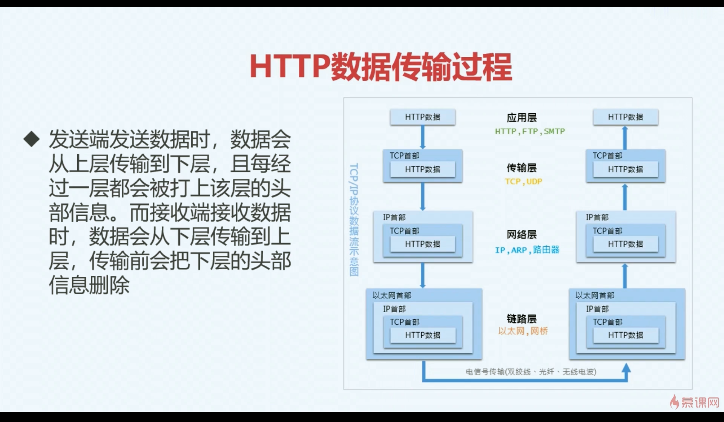 HTTP数据传输过程
◆ 发送端发送数据时，数据会
从上层传输到下层，且每经
过一层都会被打上该层的头
部信息。而接收端接收数据
时，数据会从下层传输到上
层，传输前会把下层的头部
信息删除
TCP/IP协议数据流示意图
HTTP数据
应用层
HTTP数据
HTTP,FTP,SMTP
TCP首部
HTTP数据
传输层
TCP,UDP
TCP首部
HTTP数据
IP首部
TCP首部
HTTP数据
网络层
IP,ARP,路由器
IP首部
TCP首部
HTTP数据
以太网首部
IP首部
TCP首部
HTTP数据
链路层
以太网,网桥
以太网首部
IP首部
TCP首部
HTTP数据
电信号传输(双绞线·光纤·无线电波)
慕课网